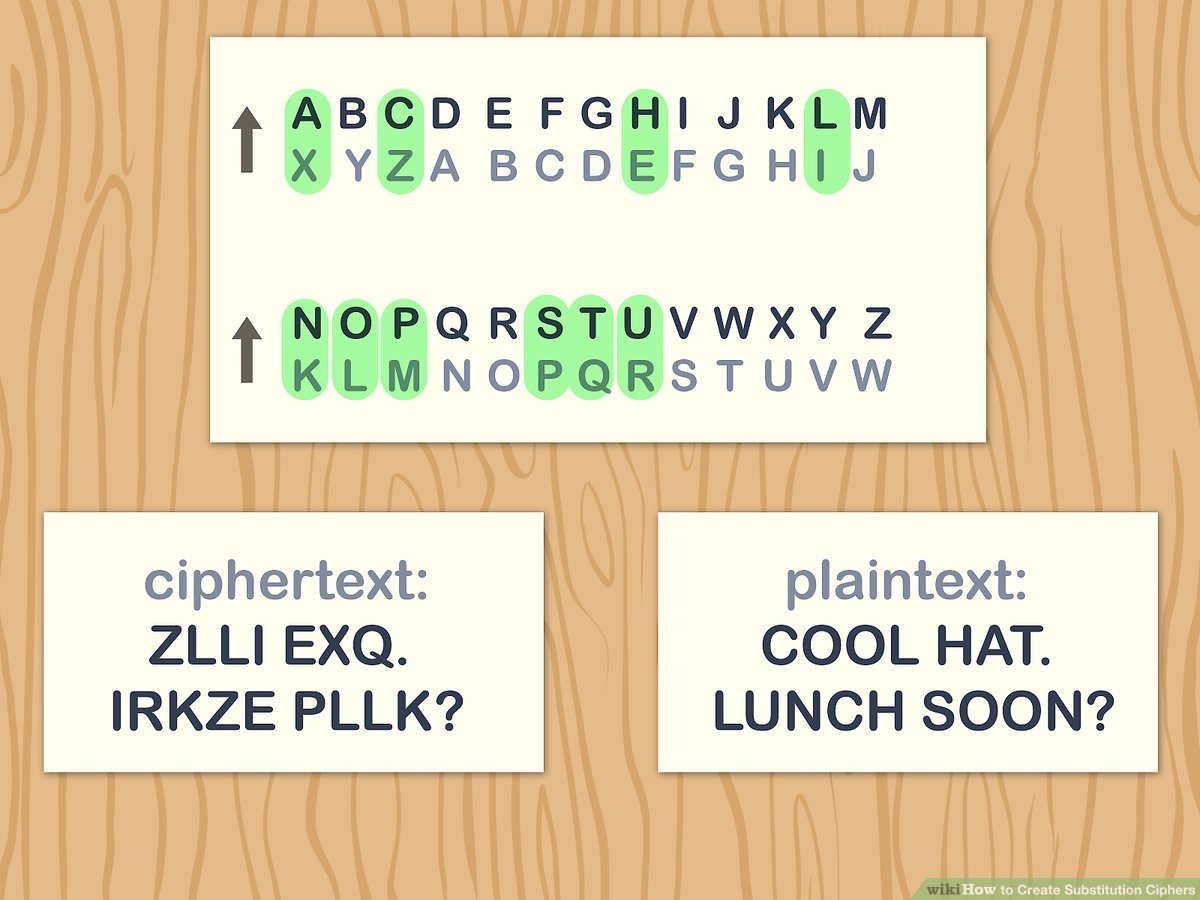 A B C D E F G H I J K L M
X Y Z A B C D E F G H I J
N O P Q R S T U V W X Y Z
K L M N O P Q R S T U V W
ciphertext:
ZLLI EXQ.
IRKZE PLLK?
plaintext:
COOL HAT.
LUNCH SOON?
wikiHow to Create Substitution Ciphers